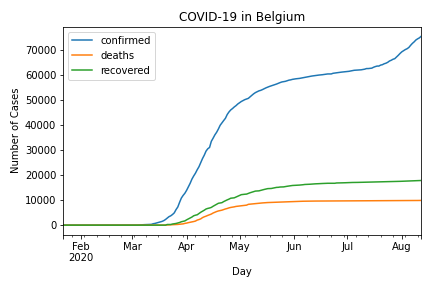 COVID-19 in Belgium
confirmed
deaths
recovered
Number of Cases
70000
60000
50000
40000
30000
20000
10000
0
Feb Mar Apr May Jun Jul Aug
2020
Day